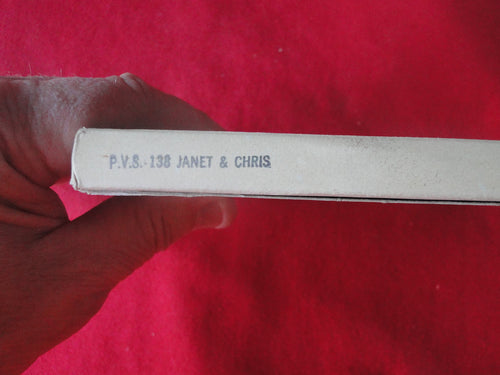 P.V.S.-138 JANET & CHRIS